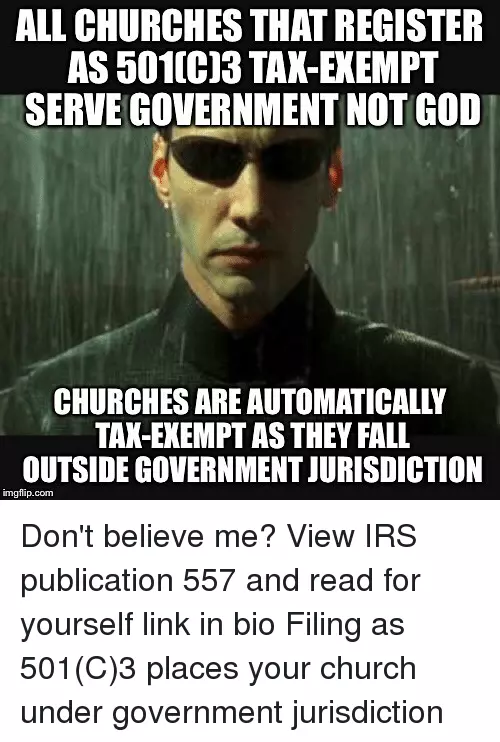 ALL CHURCHES THAT REGISTER
AS 501(C)3 TAX-EXEMPT
SERVE GOVERNMENT NOT GOD
CHURCHES ARE AUTOMATICALLY
TAX-EXEMPT AS THEY FALL
OUTSIDE GOVERNMENT JURISDICTION
imgflip.com
Don't believe me? View IRS
publication 557 and read for
yourself link in bio Filing as
501(C)3 places your church
under government jurisdiction